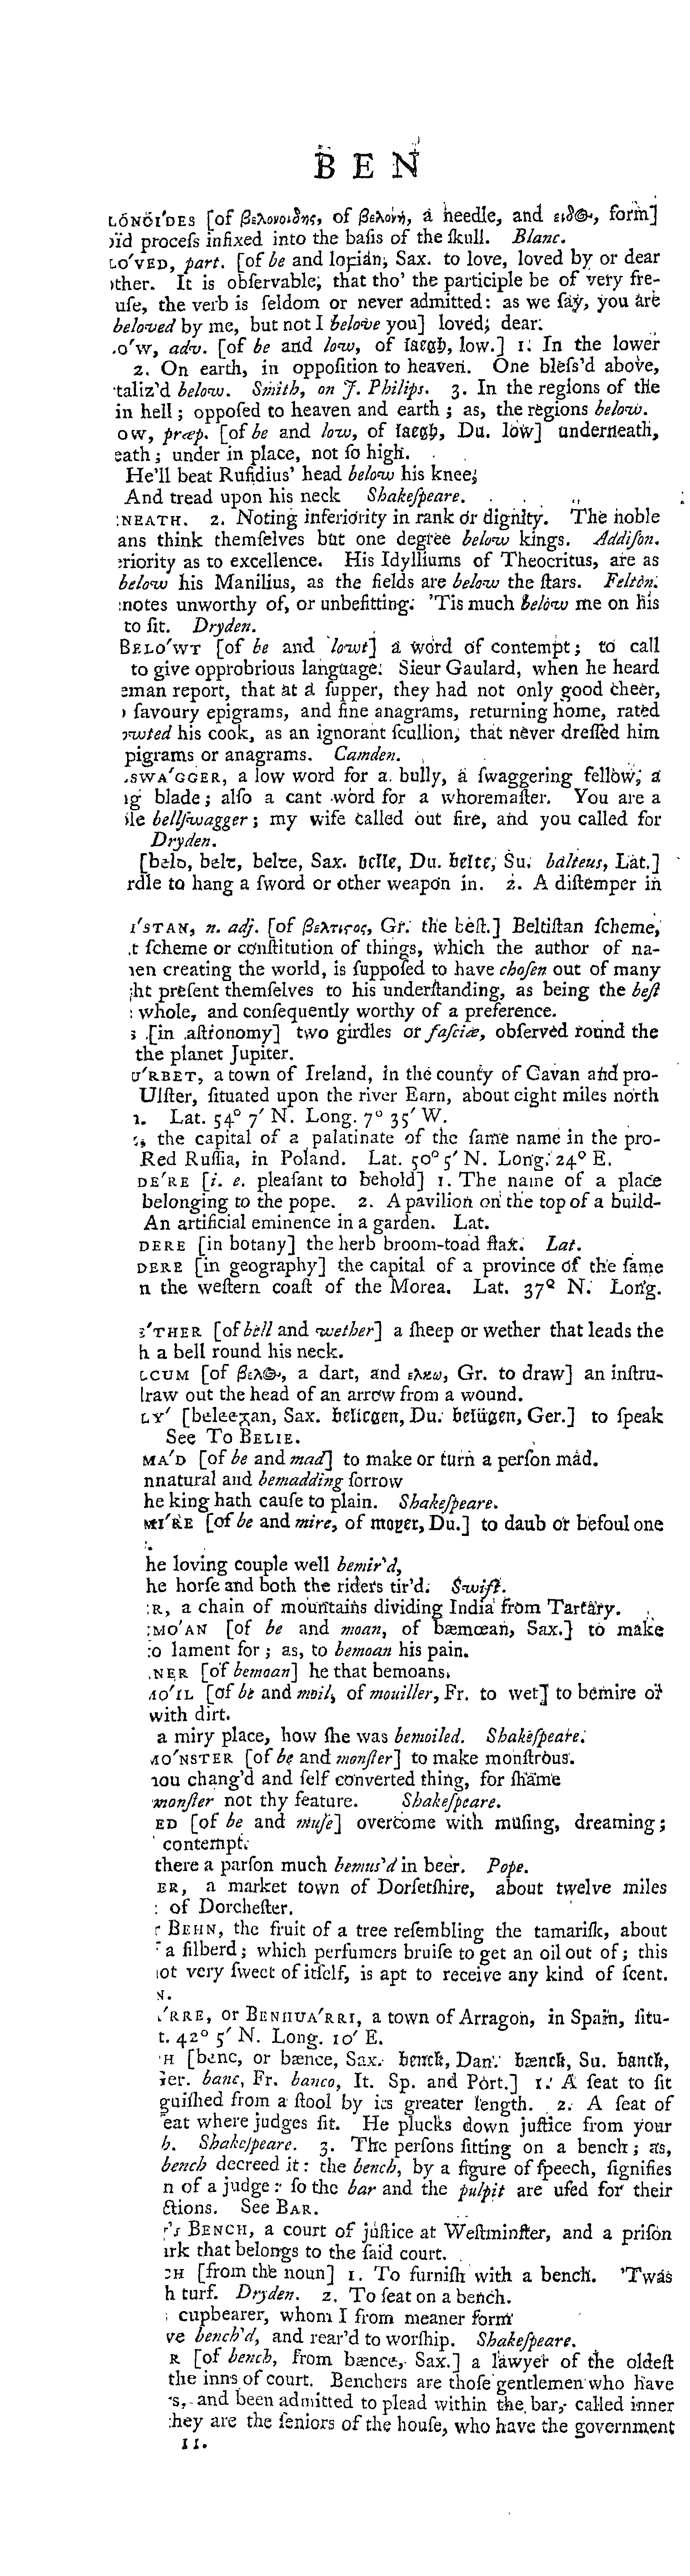 BEN
LONOI'DES [of βελονοιδης, of βελονή, a needle, and ειδ, form]
oïd proceſs infixed into the baſis of the ſkull. Blanc.
LO'VED, part. [of be and loꝼian, Sax. to love, loved by or dear
other. It is obſervable, that tho' the participle be of very fre-
uſe, the verb is ſeldom or never admitted: as we ſay, you are
beloved by me, but not I belove you] loved; dear.
O'W, adv. [of be and low, of laegh, low.] 1. In the lower
2. On earth, in oppoſition to heaven. One bleſs'd above,
taliz'd below. Smith, on J. Philips. 3. In the regions of the
in hell; oppoſed to heaven and earth; as, the regions below.
OW, præp. [of be and low, of laegh, Du. low] underneath,
eath; under in place, not ſo high.
He'll beat Rufidius' head below his knee;
And tread upon his neck Shakeſpeare.
NEATH. 2. Noting inferiority in rank or dignity. The noble
ans think themſelves but one degree below kings. Addiſon.
eriority as to excellence. His Idylliums of Theocritus, are as
below his Manilius, as the fields are below the ſtars. Felton.
notes unworthy of, or unbefitting. 'Tis much below me on his
to ſit. Dryden.
BELO'WT [of be and lowt] a word of contempt; to call
to give opprobrious language. Sieur Gaulard, when he heard
eman report, that at a ſupper, they had not only good cheer,
ſavoury epigrams, and fine anagrams, returning home, rated
owted his cook, as an ignorant ſcullion, that never dreſſed him
pigrams or anagrams. Camden.
SWA'GGER, a low word for a bully, a ſwaggering fellow, a
ig blade; alſo a cant word for a whoremaſter. You are a
ile bellſwagger; my wife called out fire, and you called for
Dryden.
[belo, belt, belte, Sax. belte, Du. belte, Su. balteus, Lat.]
rdle to hang a ſword or other weapon in. 2. A diſtemper in
I'STAN, n. adj. [of βελτιςος, Gr. the beſt.] Beltiſtan ſcheme,
t ſcheme or conſtitution of things, which the author of na-
hen creating the world, is ſuppoſed to have choſen out of many
ght preſent themſelves to his underſtanding, as being the beſt
whole, and conſequently worthy of a preference.
s [in aſtronomy] two girdles or faſciæ, obſerved round the
the planet Jupiter.
U'RBET, a town of Ireland, in the county of Cavan and pro-
Ulſter, ſituated upon the river Earn, about eight miles north
n. Lat. 54° 7′ N. Long. 7° 35′ W.
, the capital of a palatinate of the ſame name in the pro-
Red Ruſſia, in Poland. Lat. 50° 5′ N. Long. 24° E.
DE'RE [i. e. pleaſant to behold] 1. The name of a place
belonging to the pope. 2. A pavilion on the top of a build-
An artificial eminence in a garden. Lat.
DERE [in botany] the herb broom-toad flax. Lat.
DERE [in geography] the capital of a province of the ſame
n the weſtern coaſt of the Morea. Lat. 37° N. Long.
E'THER [of bell and wether] a ſheep or wether that leads the
h a bell round his neck.
LCUM [of βελ, a dart, and ελκω, Gr. to draw] an inſtru-
draw out the head of an arrow from a wound.
LY' [beleeᵹan, Sax. beliegen, Du. belügen, Ger.] to ſpeak
See To BELIE.
MA'D [of be and mad] to make or turn a perſon mad.
nnatural and bemadding ſorrow
he king hath cauſe to plain. Shakeſpeare.
MI'RE [of be and mire, of moyer, Du.] to daub or befoul one
he loving couple well bemir'd,
he horſe and both the riders tir'd. Swift.
R, a chain of mountains dividing India from Tartary.
MO'AN [of be and moan, of bæmœan, Sax.] to make
o lament for; as, to bemoan his pain.
NER [of bemoan] he that bemoans.
MO'IL [of be and moil, of mouiller, Fr. to wet] to bemire or
with dirt.
a miry place, how ſhe was bemoiled. Shakeſpeare.
MO'NSTER [of be and monſter] to make monſtrous.
hou chang'd and ſelf converted thing, for ſhame
monſter not thy feature. Shakeſpeare.
ED [of be and muſe] overcome with muſing, dreaming;
contempt.
there a parſon much bemus'd in beer. Pope.
ER, a market town of Dorſetſhire, about twelve miles
of Dorcheſter.
r BEHN, the fruit of a tree reſembling the tamariſk, about
a filberd; which perfumers bruiſe to get an oil out of; this
not very ſweet of itſelf, is apt to receive any kind of ſcent.
N.
'RRE, or BENHUA'RRI, a town of Arragon, in Spain, ſitu-
t. 42° 5′ N. Long. 10′ E.
H [benc, or bænce, Sax. benck, Dan. bænck, Su. banck,
Ger. banc, Fr. banco, It. Sp. and Port.] 1. A ſeat to ſit
guiſhed from a ſtool by its greater length. 2. A ſeat of
eat where judges ſit. He plucks down juſtice from your
h. Shakeſpeare. 3. The perſons ſitting on a bench; as,
bench decreed it: the bench, by a figure of ſpeech, ſignifies
n of a judge: ſo the bar and the pulpit are uſed for their
ctions. See BAR.
's BENCH, a court of juſtice at Weſtminſter, and a priſon
ark that belongs to the ſaid court.
CH [from the noun] 1. To furniſh with a bench. 'Twas
h turf. Dryden. 2. To ſeat on a bench.
cupbearer, whom I from meaner form
ve bench'd, and rear'd to worſhip. Shakeſpeare.
R [of bench, from bænce, Sax.] a lawyer of the oldeſt
the inns of court. Benchers are thoſe gentlemen who have
s, and been admitted to plead within the bar, called inner
they are the ſeniors of the houſe, who have the government
11.